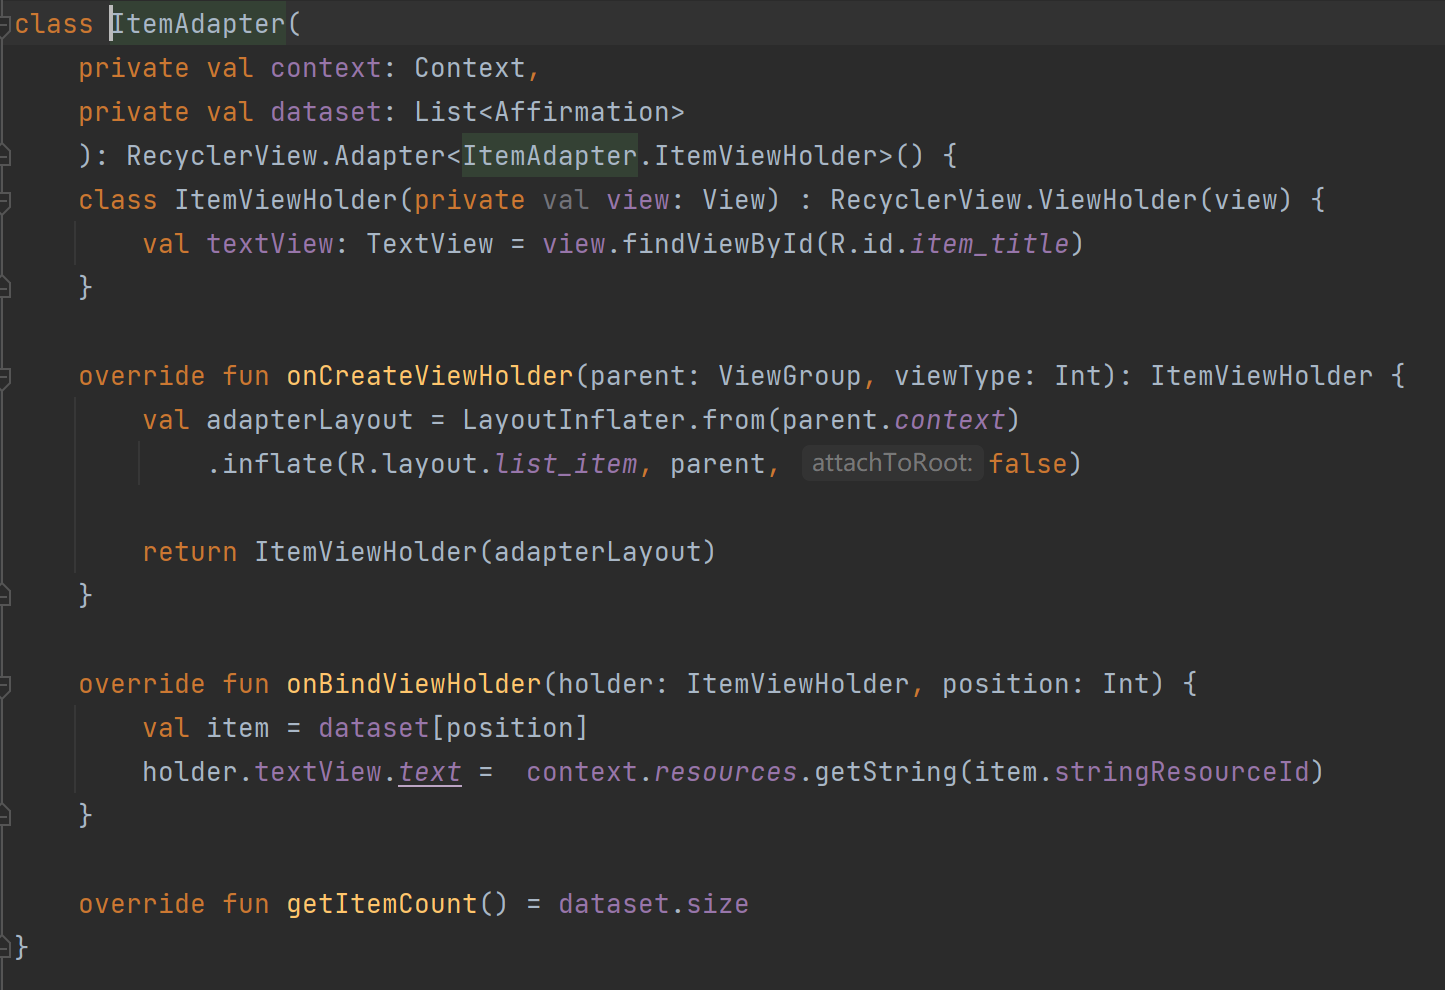 class ItemAdapter(
    private val context: Context,
    private val dataset: List<Affirmation>
    ): RecyclerView.Adapter<ItemAdapter.ItemViewHolder>() {
    class ItemViewHolder(private val view: View) : RecyclerView.ViewHolder(view) {
        val textView: TextView = view.findViewById(R.id.item_title)
    }

    override fun onCreateViewHolder(parent: ViewGroup, viewType: Int): ItemViewHolder {
        val adapterLayout = LayoutInflater.from(parent.context)
            .inflate(R.layout.list_item, parent, attachToRoot: false)

        return ItemViewHolder(adapterLayout)
    }

    override fun onBindViewHolder(holder: ItemViewHolder, position: Int) {
        val item = dataset[position]
        holder.textView.text =  context.resources.getString(item.stringResourceId)
    }

    override fun getItemCount() = dataset.size
}